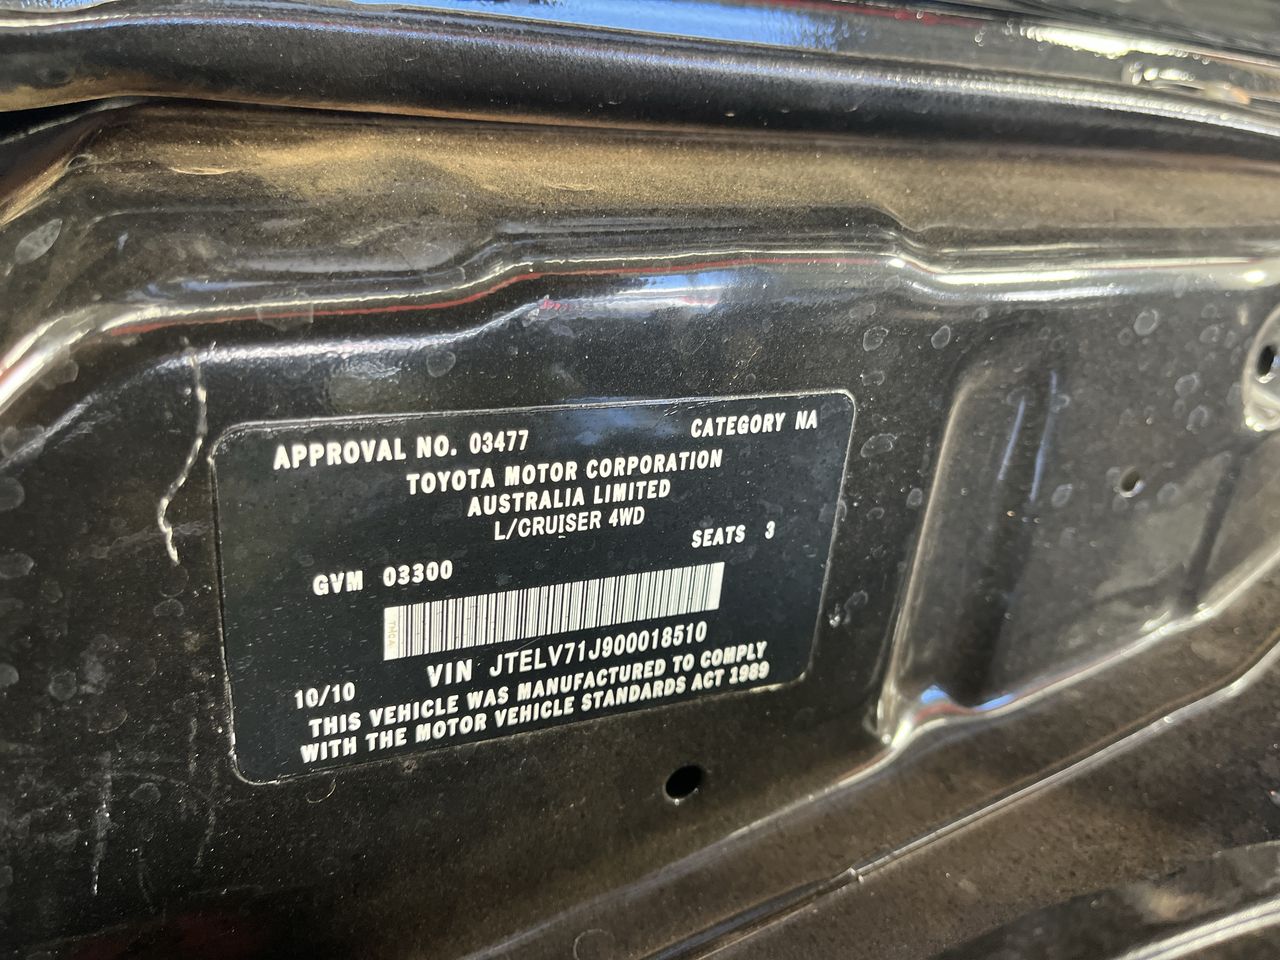 APPROVAL NO. 03477 CATEGORY NA
TOYOTA MOTOR CORPORATION
AUSTRALIA LIMITED
L/CRUISER 4WD
SEATS 3
GVM 03300
TMCA
VIN JTELV71J900018510
10/10
THIS VEHICLE WAS MANUFACTURED TO COMPLY
WITH THE MOTOR VEHICLE STANDARDS ACT 1989